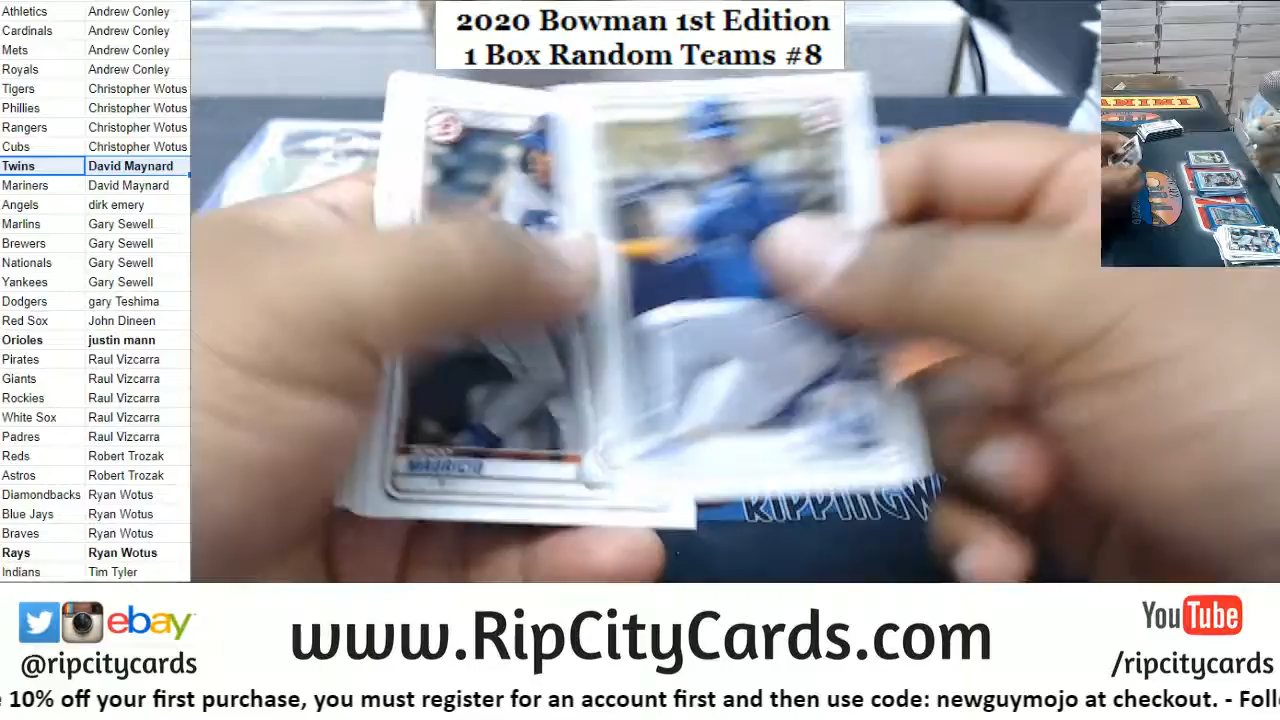 2020 Bowman 1st Edition
1 Box Random Teams #8
Athletics Andrew Conley
Cardinals Andrew Conley
Mets Andrew Conley
Royals Andrew Conley
Tigers Christopher Wotus
Phillies Christopher Wotus
Rangers Christopher Wotus
Cubs Christopher Wotus
Twins David Maynard
Mariners David Maynard
Angels dirk emery
Marlins Gary Sewell
Brewers Gary Sewell
Nationals Gary Sewell
Yankees Gary Sewell
Dodgers gary Teshima
Red Sox John Dineen
Orioles justin mann
Pirates Raul Vizcarra
Giants Raul Vizcarra
Rockies Raul Vizcarra
White Sox Raul Vizcarra
Padres Raul Vizcarra
Reds Robert Trozak
Astros Robert Trozak
Diamondbacks Ryan Wotus
Blue Jays Ryan Wotus
Braves Ryan Wotus
Rays Ryan Wotus
Indians Tim Tyler
PANINI
MAURICIO
RIPPINGW
ebay
@ripcitycards
www.RipCityCards.com
YouTube
/ripcitycards
e 10% off your first purchase, you must register for an account first and then use code: newguymojo at checkout. - Foll